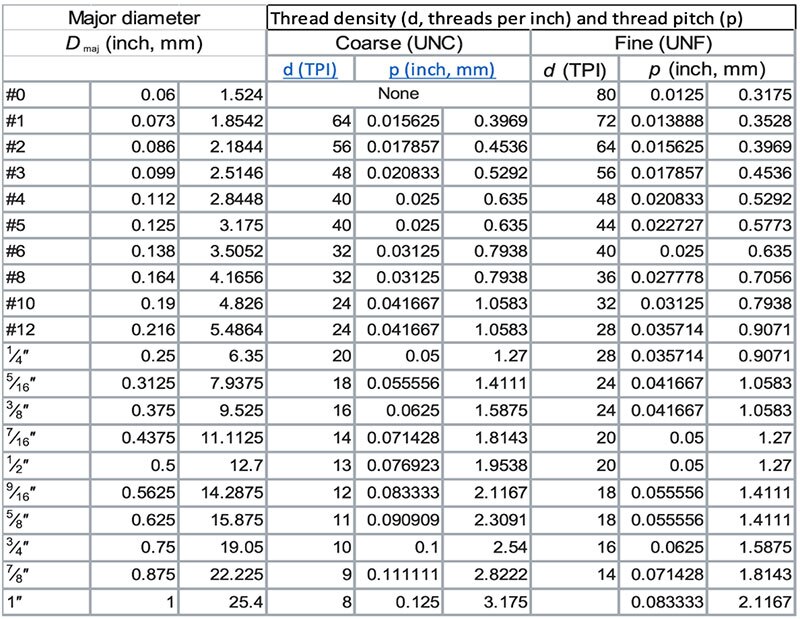 Major diameter Thread density (d, threads per inch) and thread pitch (p)
D maj (inch, mm) Coarse (UNC) Fine (UNF)
d (TPI) p (inch, mm) d (TPI) p (inch, mm)
#0 0.06 1.524 None 80 0.0125 0.3175
#1 0.073 1.8542 64 0.015625 0.3969 72 0.013888 0.3528
#2 0.086 2.1844 56 0.017857 0.4536 64 0.015625 0.3969
#3 0.099 2.5146 48 0.020833 0.5292 56 0.017857 0.4536
#4 0.112 2.8448 40 0.025 0.635 48 0.020833 0.5292
#5 0.125 3.175 40 0.025 0.635 44 0.022727 0.5773
#6 0.138 3.5052 32 0.03125 0.7938 40 0.025 0.635
#8 0.164 4.1656 32 0.03125 0.7938 36 0.027778 0.7056
#10 0.19 4.826 24 0.041667 1.0583 32 0.03125 0.7938
#12 0.216 5.4864 24 0.041667 1.0583 28 0.035714 0.9071
1⁄4″ 0.25 6.35 20 0.05 1.27 28 0.035714 0.9071
5⁄16″ 0.3125 7.9375 18 0.055556 1.4111 24 0.041667 1.0583
3⁄8″ 0.375 9.525 16 0.0625 1.5875 24 0.041667 1.0583
7⁄16″ 0.4375 11.1125 14 0.071428 1.8143 20 0.05 1.27
1⁄2″ 0.5 12.7 13 0.076923 1.9538 20 0.05 1.27
9⁄16″ 0.5625 14.2875 12 0.083333 2.1167 18 0.055556 1.4111
5⁄8″ 0.625 15.875 11 0.090909 2.3091 18 0.055556 1.4111
3⁄4″ 0.75 19.05 10 0.1 2.54 16 0.0625 1.5875
7⁄8″ 0.875 22.225 9 0.111111 2.8222 14 0.071428 1.8143
1″ 1 25.4 8 0.125 3.175 0.083333 2.1167